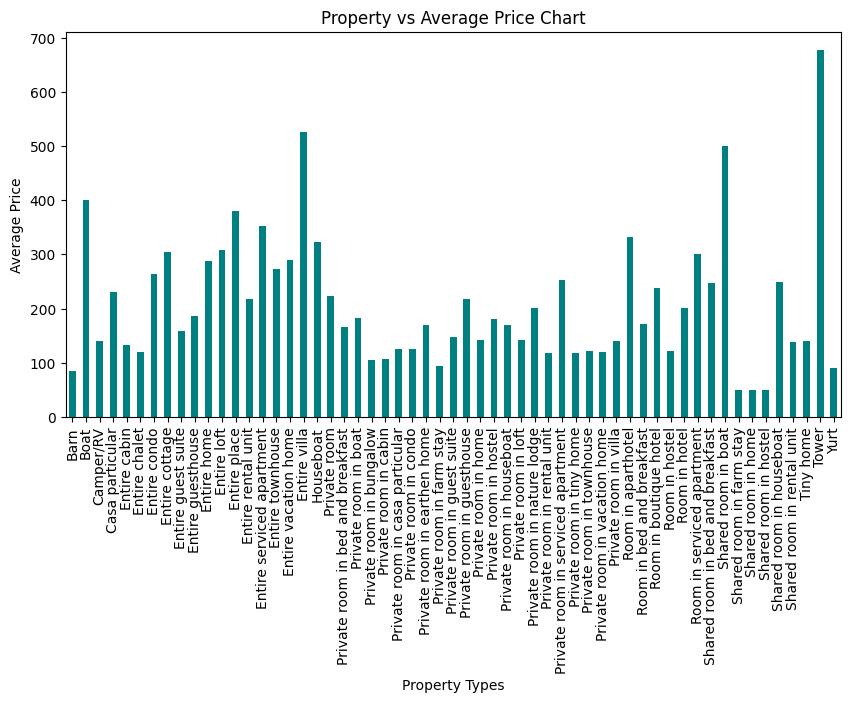 Property vs Average Price Chart
Average Price
700
600
500
400
300
200
100
0
Barn
Boat
Camper/RV
Casa particular
Entire cabin
Entire chalet
Entire condo
Entire cottage
Entire guest suite
Entire guesthouse
Entire home
Entire loft
Entire place
Entire rental unit
Entire serviced apartment
Entire townhouse
Entire vacation home
Entire villa
Houseboat
Private room
Private room in bed and breakfast
Private room in boat
Private room in bungalow
Private room in cabin
Private room in casa particular
Private room in condo
Private room in earthen home
Private room in farm stay
Private room in guest suite
Private room in guesthouse
Private room in home
Private room in hostel
Private room in houseboat
Private room in loft
Private room in nature lodge
Private room in rental unit
Private room in serviced apartment
Private room in tiny home
Private room in townhouse
Private room in vacation home
Private room in villa
Room in aparthotel
Room in bed and breakfast
Room in boutique hotel
Room in hostel
Room in hotel
Room in serviced apartment
Shared room in bed and breakfast
Shared room in boat
Shared room in farm stay
Shared room in home
Shared room in hostel
Shared room in houseboat
Shared room in rental unit
Tiny home
Tower
Yurt
Property Types